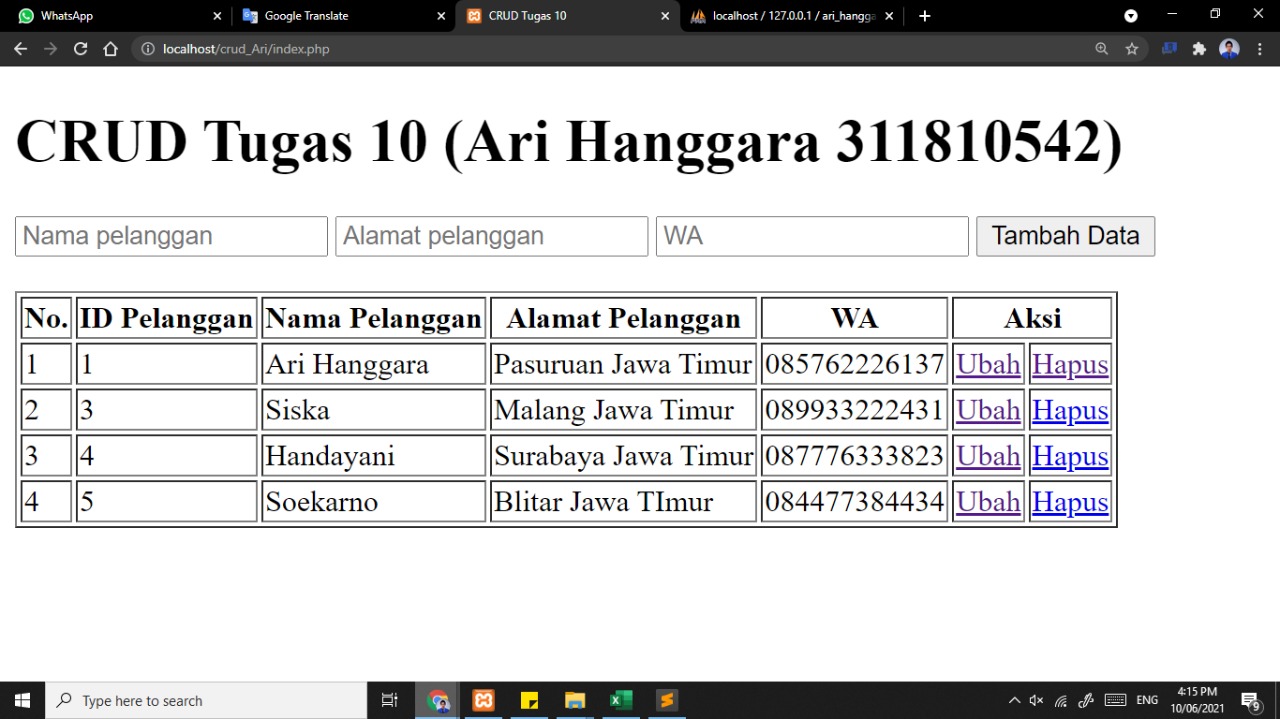 WhatsApp
Google Translate
CRUD Tugas 10
localhost / 127.0.0.1 / ari_hangga
localhost/crud_Ari/index.php
CRUD Tugas 10 (Ari Hanggara 311810542)
Nama pelanggan Alamat pelanggan WA Tambah Data
No. ID Pelanggan Nama Pelanggan Alamat Pelanggan WA Aksi
1 1 Ari Hanggara Pasuruan Jawa Timur 085762226137 Ubah Hapus
2 3 Siska Malang Jawa Timur 089933222431 Ubah Hapus
3 4 Handayani Surabaya Jawa Timur 087776333823 Ubah Hapus
4 5 Soekarno Blitar Jawa TImur 084477384434 Ubah Hapus
Type here to search
ENG
4:15 PM
10/06/2021
9